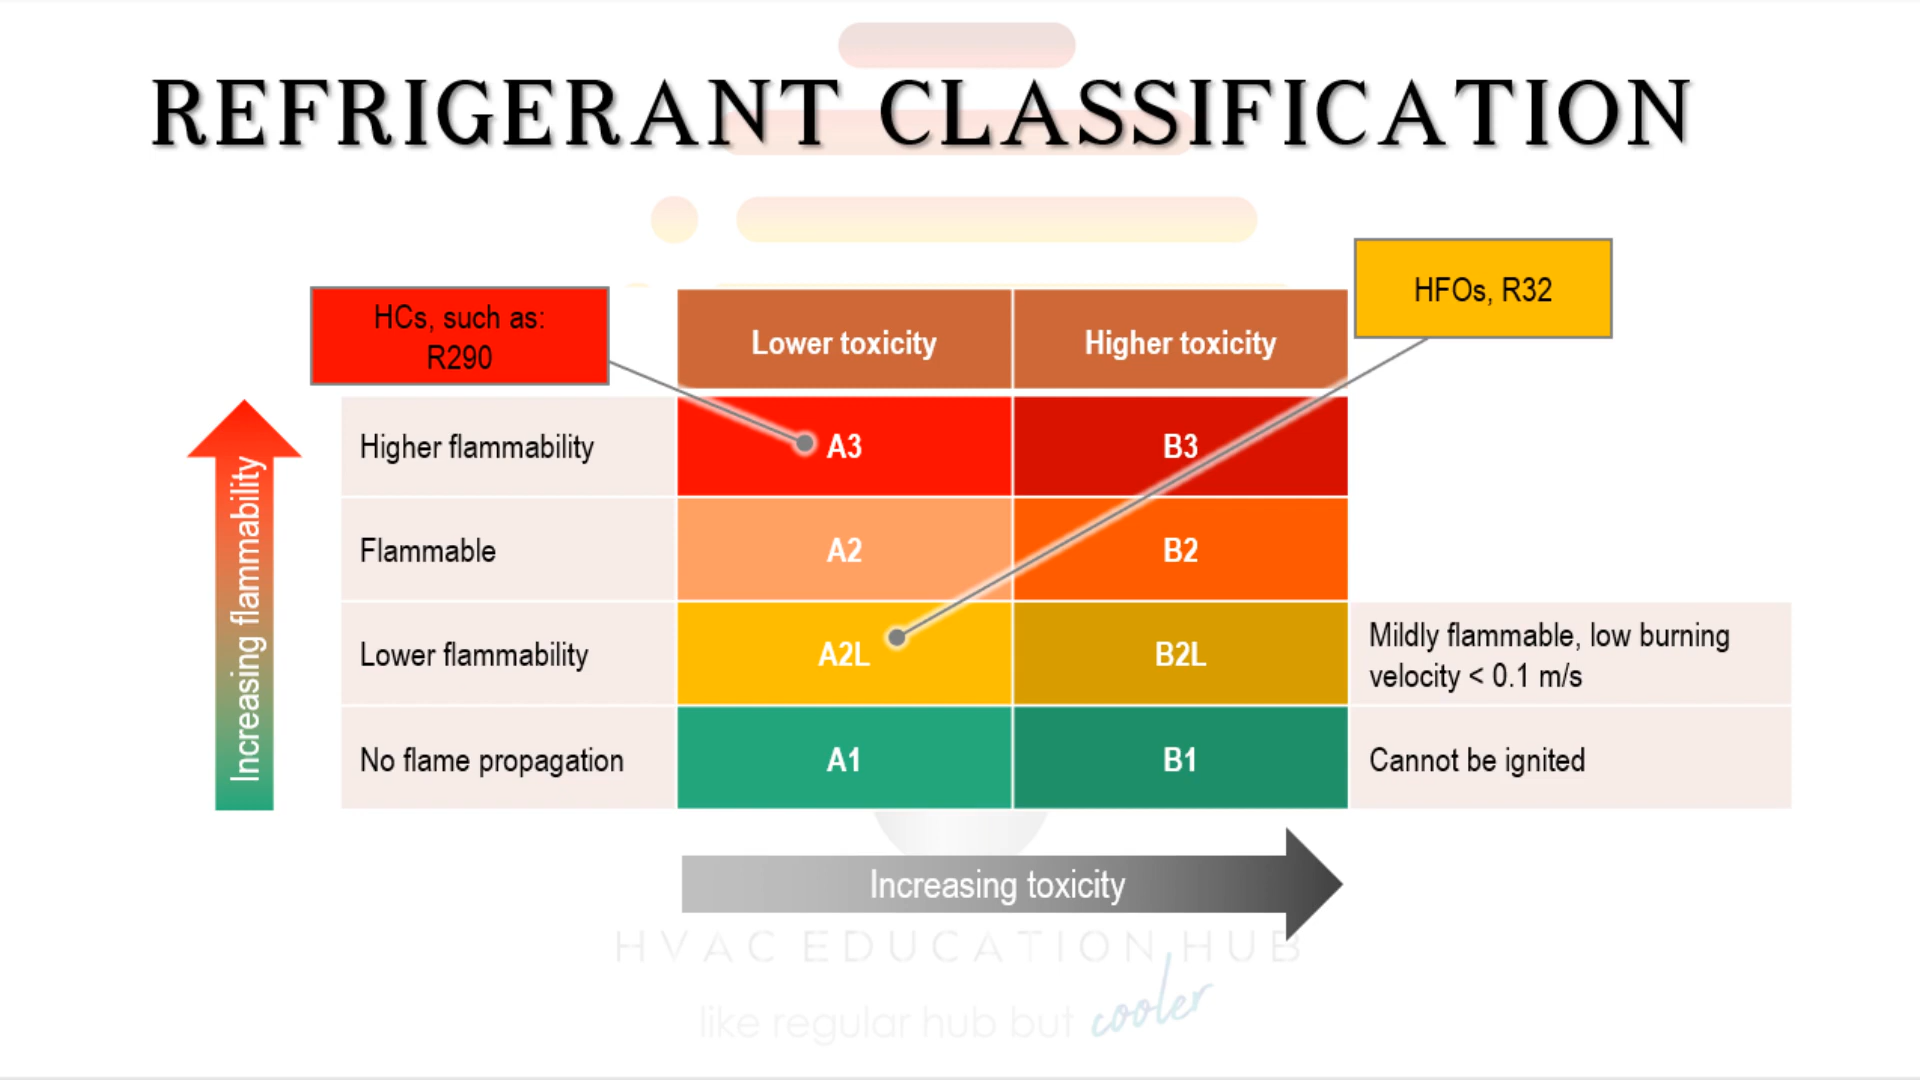 REFRIGERANT CLASSIFICATION
HFOs, R32
HCs, such as:
R290
Lower toxicity
Higher toxicity
Increasing flammability
Higher flammability
A3
B3
Flammable
A2
B2
Lower flammability
A2L
B2L
Mildly flammable, low burning
velocity < 0.1 m/s
No flame propagation
A1
B1
Cannot be ignited
Increasing toxicity
HVAC EDUCATION HUB
like regular hub but cooler